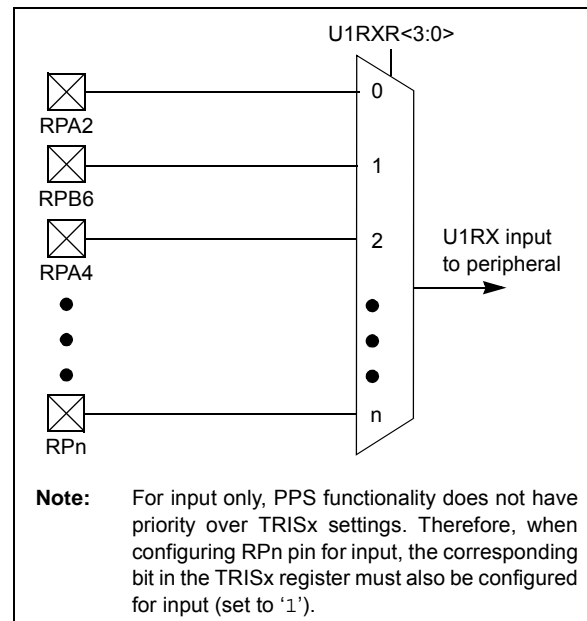 U1RXR<3:0>
RPA2
0
RPB6
1
RPA4
2
U1RX input
to peripheral
RPn
n
Note: For input only, PPS functionality does not have
priority over TRISx settings. Therefore, when
configuring RPn pin for input, the corresponding
bit in the TRISx register must also be configured
for input (set to ‘1’).